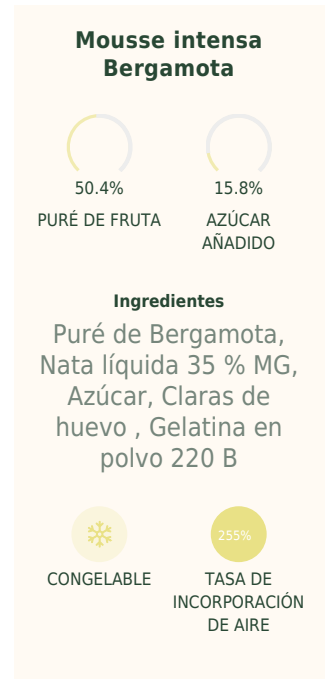 Mousse intensa
Bergamota
50.4%
PURÉ DE FRUTA
15.8%
AZÚCAR
AÑADIDO
Ingredientes
Puré de Bergamota,
Nata líquida 35 % MG,
Azúcar, Claras de
huevo , Gelatina en
polvo 220 B
CONGELABLE
255%
TASA DE
INCORPORACIÓN
DE AIRE